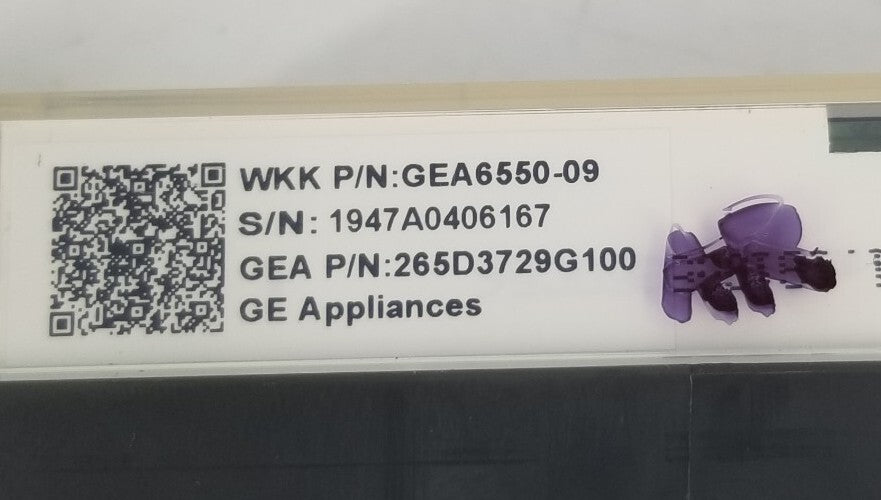 WKK P/N:GEA6550-09
S/N: 1947A0406167
GEA P/N:265D3729G100
GE Appliances